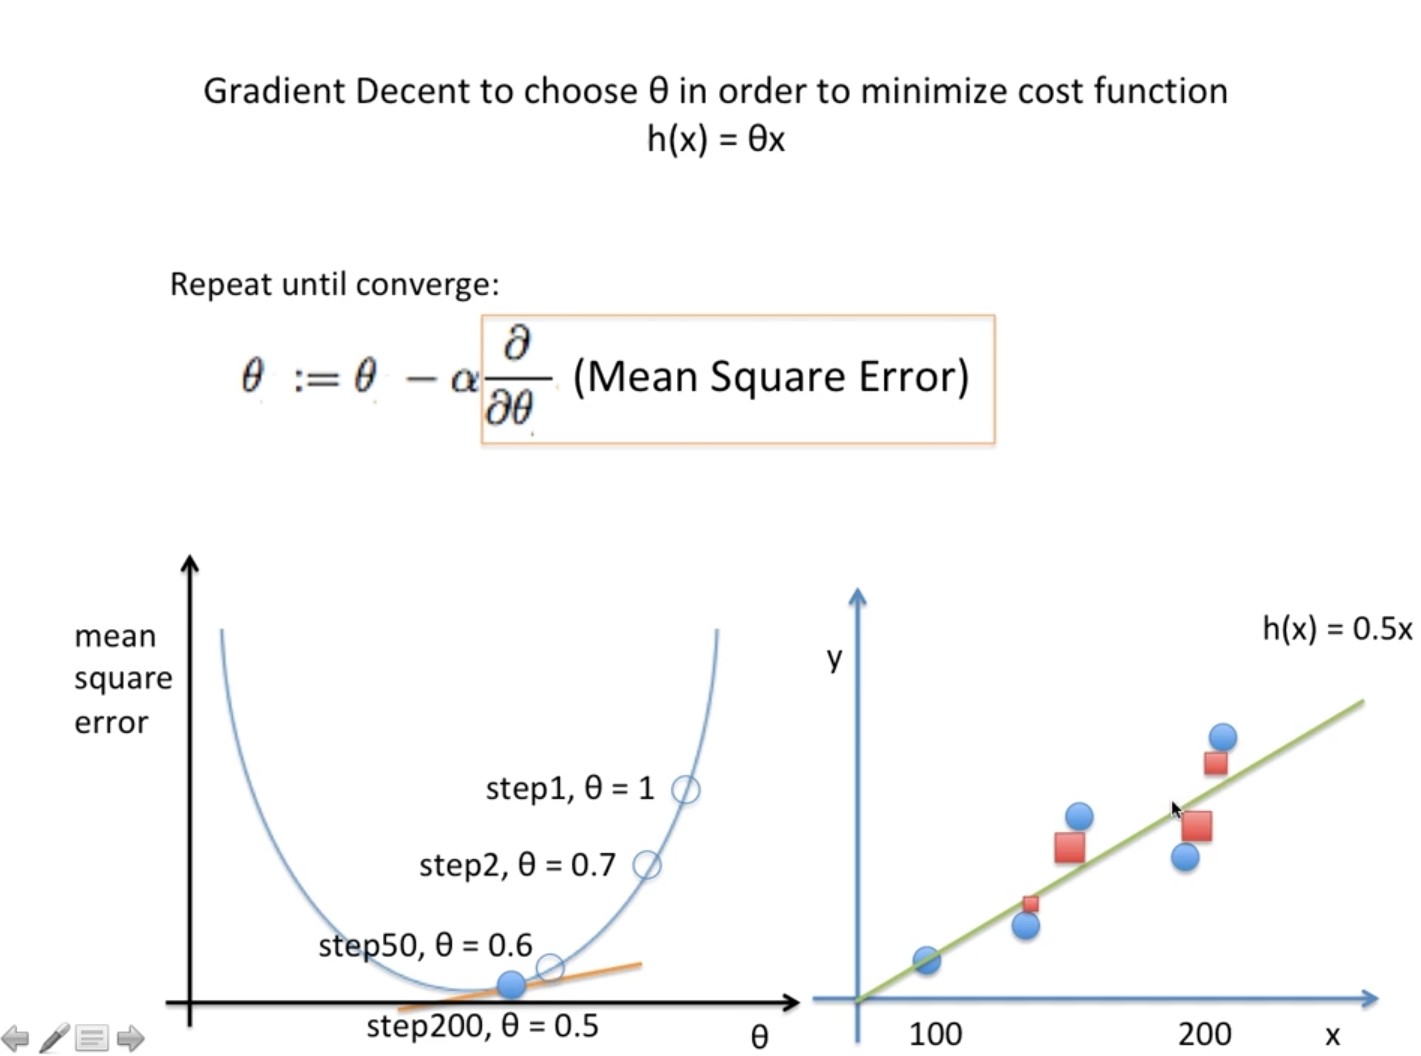 Gradient Decent to choose θ in order to minimize cost function
h(x) = θx
Repeat until converge:
θ := θ − α ∂/∂θ (Mean Square Error)
mean
square
error
step1, θ = 1
step2, θ = 0.7
step50, θ = 0.6
step200, θ = 0.5
θ
y
h(x) = 0.5x
100
200
x